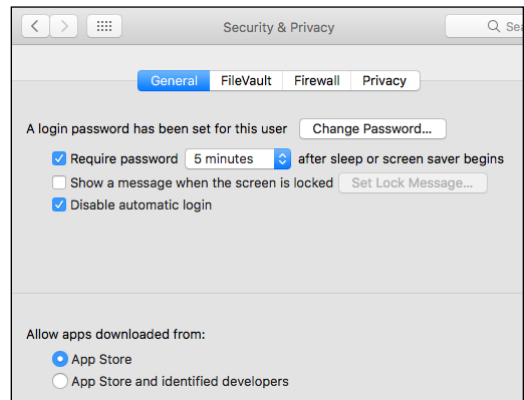 Security & Privacy
General FileVault Firewall Privacy
A login password has been set for this user Change Password...
Require password 5 minutes after sleep or screen saver begins
Show a message when the screen is locked Set Lock Message...
Disable automatic login
Allow apps downloaded from:
App Store
App Store and identified developers